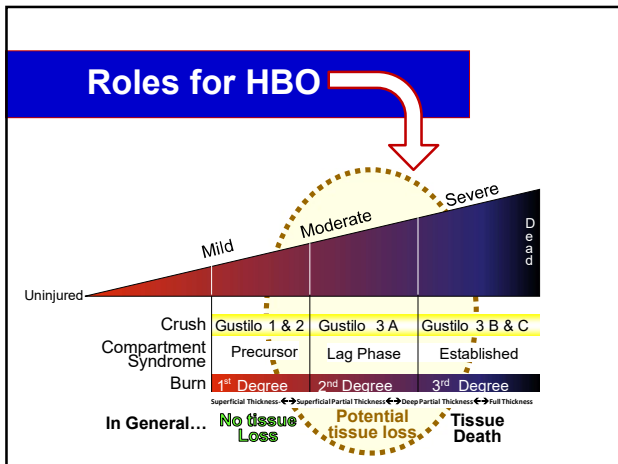 Roles for HBO
Severe
Moderate
Mild
Dead
Uninjured
Crush Gustilo 1 & 2 Gustilo 3 A Gustilo 3 B & C
Compartment Syndrome Precursor Lag Phase Established
Burn 1st Degree 2nd Degree 3rd Degree
Superficial Thickness-↔Superficial Partial Thickness↔Deep Partial Thickness↔Full Thickness
In General… No tissue Loss Potential tissue loss Tissue Death